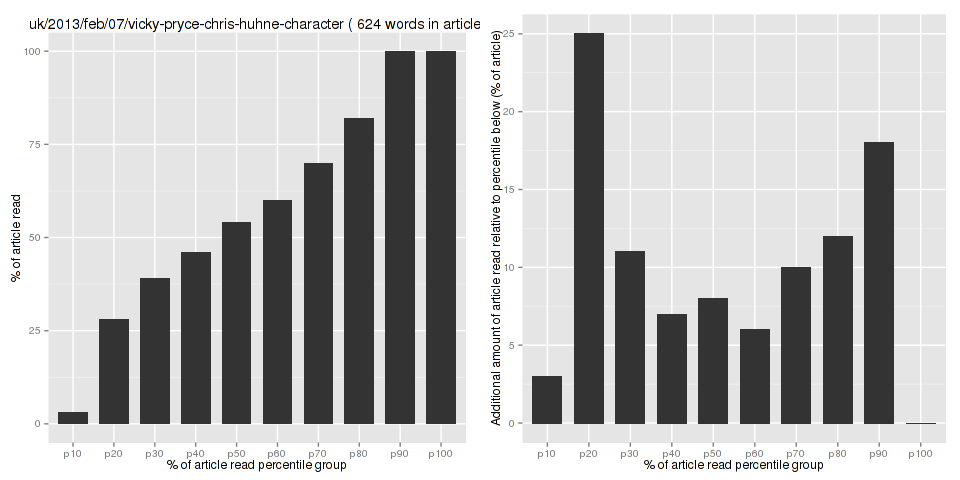 uk/2013/feb/07/vicky-pryce-chris-huhne-character ( 624 words in article
100
75
50
25
0
% of article read
p10 p20 p30 p40 p50 p60 p70 p80 p90 p100
% of article read percentile group
25
20
15
10
5
0
Additional amount of article read relative to percentile below (% of article)
p10 p20 p30 p40 p50 p60 p70 p80 p90 p100
% of article read percentile group